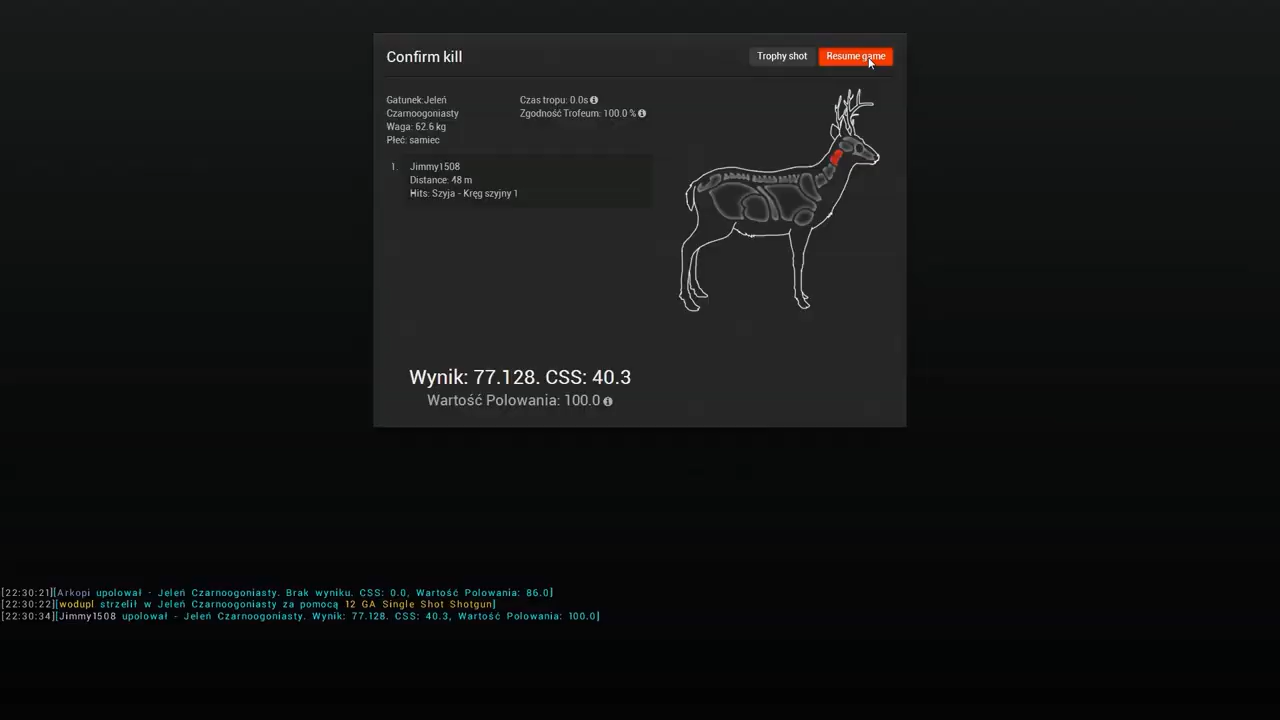 Confirm kill
Trophy shot
Resume game
Gatunek:Jeleń
Czarnoogoniasty
Waga: 62.6 kg
Płeć: samiec
Czas tropu: 0.0s
Zgodność Trofeum: 100.0 %
1. Jimmy1508
Distance: 48 m
Hits: Szyja - Kręg szyjny 1
Wynik: 77.128. CSS: 40.3
Wartość Polowania: 100.0
[22:30:21][Arkopi upolował - Jeleń Czarnoogoniasty. Brak wyniku. CSS: 0.0, Wartość Polowania: 86.0]
[22:30:22][wodupl strzelił w Jeleń Czarnoogoniasty za pomocą 12 GA Single Shot Shotgun]
[22:30:34][Jimmy1508 upolował - Jeleń Czarnoogoniasty. Wynik: 77.128. CSS: 40.3, Wartość Polowania: 100.0]